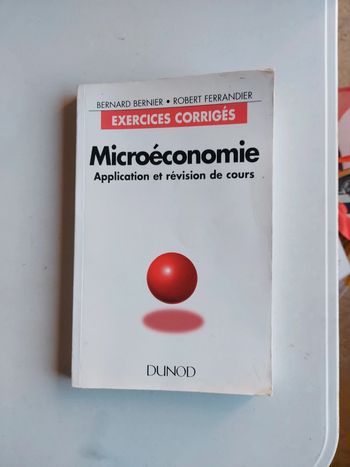 BERNARD BERNIER • ROBERT FERRANDIER
EXERCICES CORRIGÉS
Microéconomie
Application et révision de cours
DUNOD